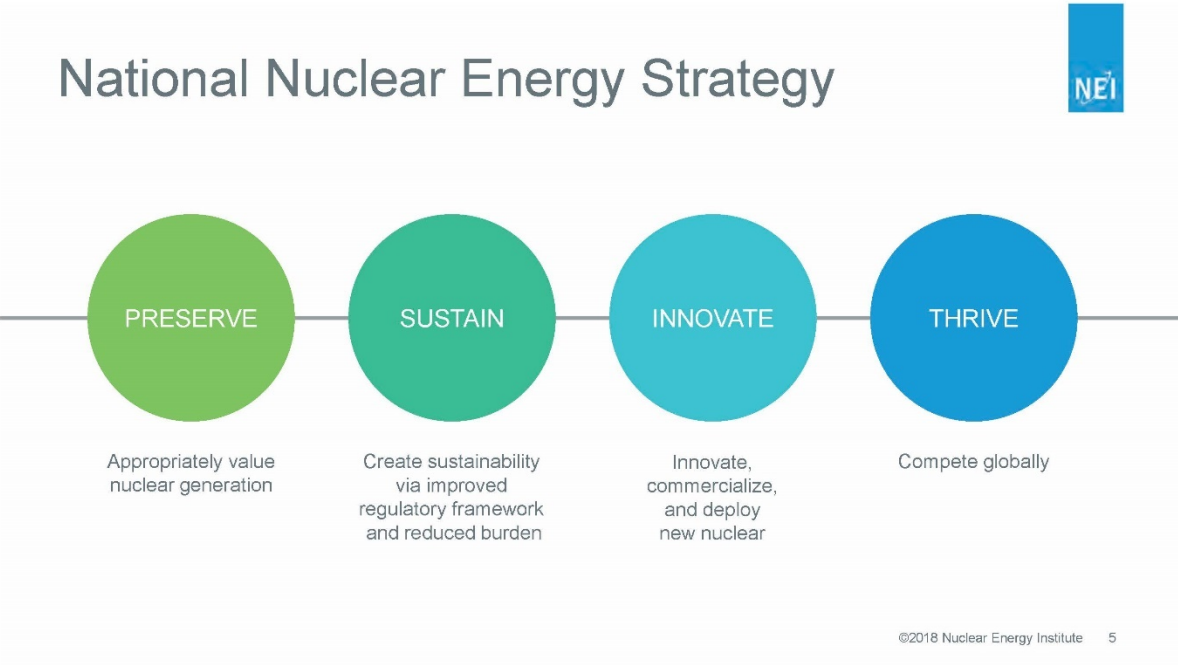 National Nuclear Energy Strategy
NEI
PRESERVE
SUSTAIN
INNOVATE
THRIVE
Appropriately value
nuclear generation
Create sustainability
via improved
regulatory framework
and reduced burden
Innovate,
commercialize,
and deploy
new nuclear
Compete globally
©2018 Nuclear Energy Institute 5